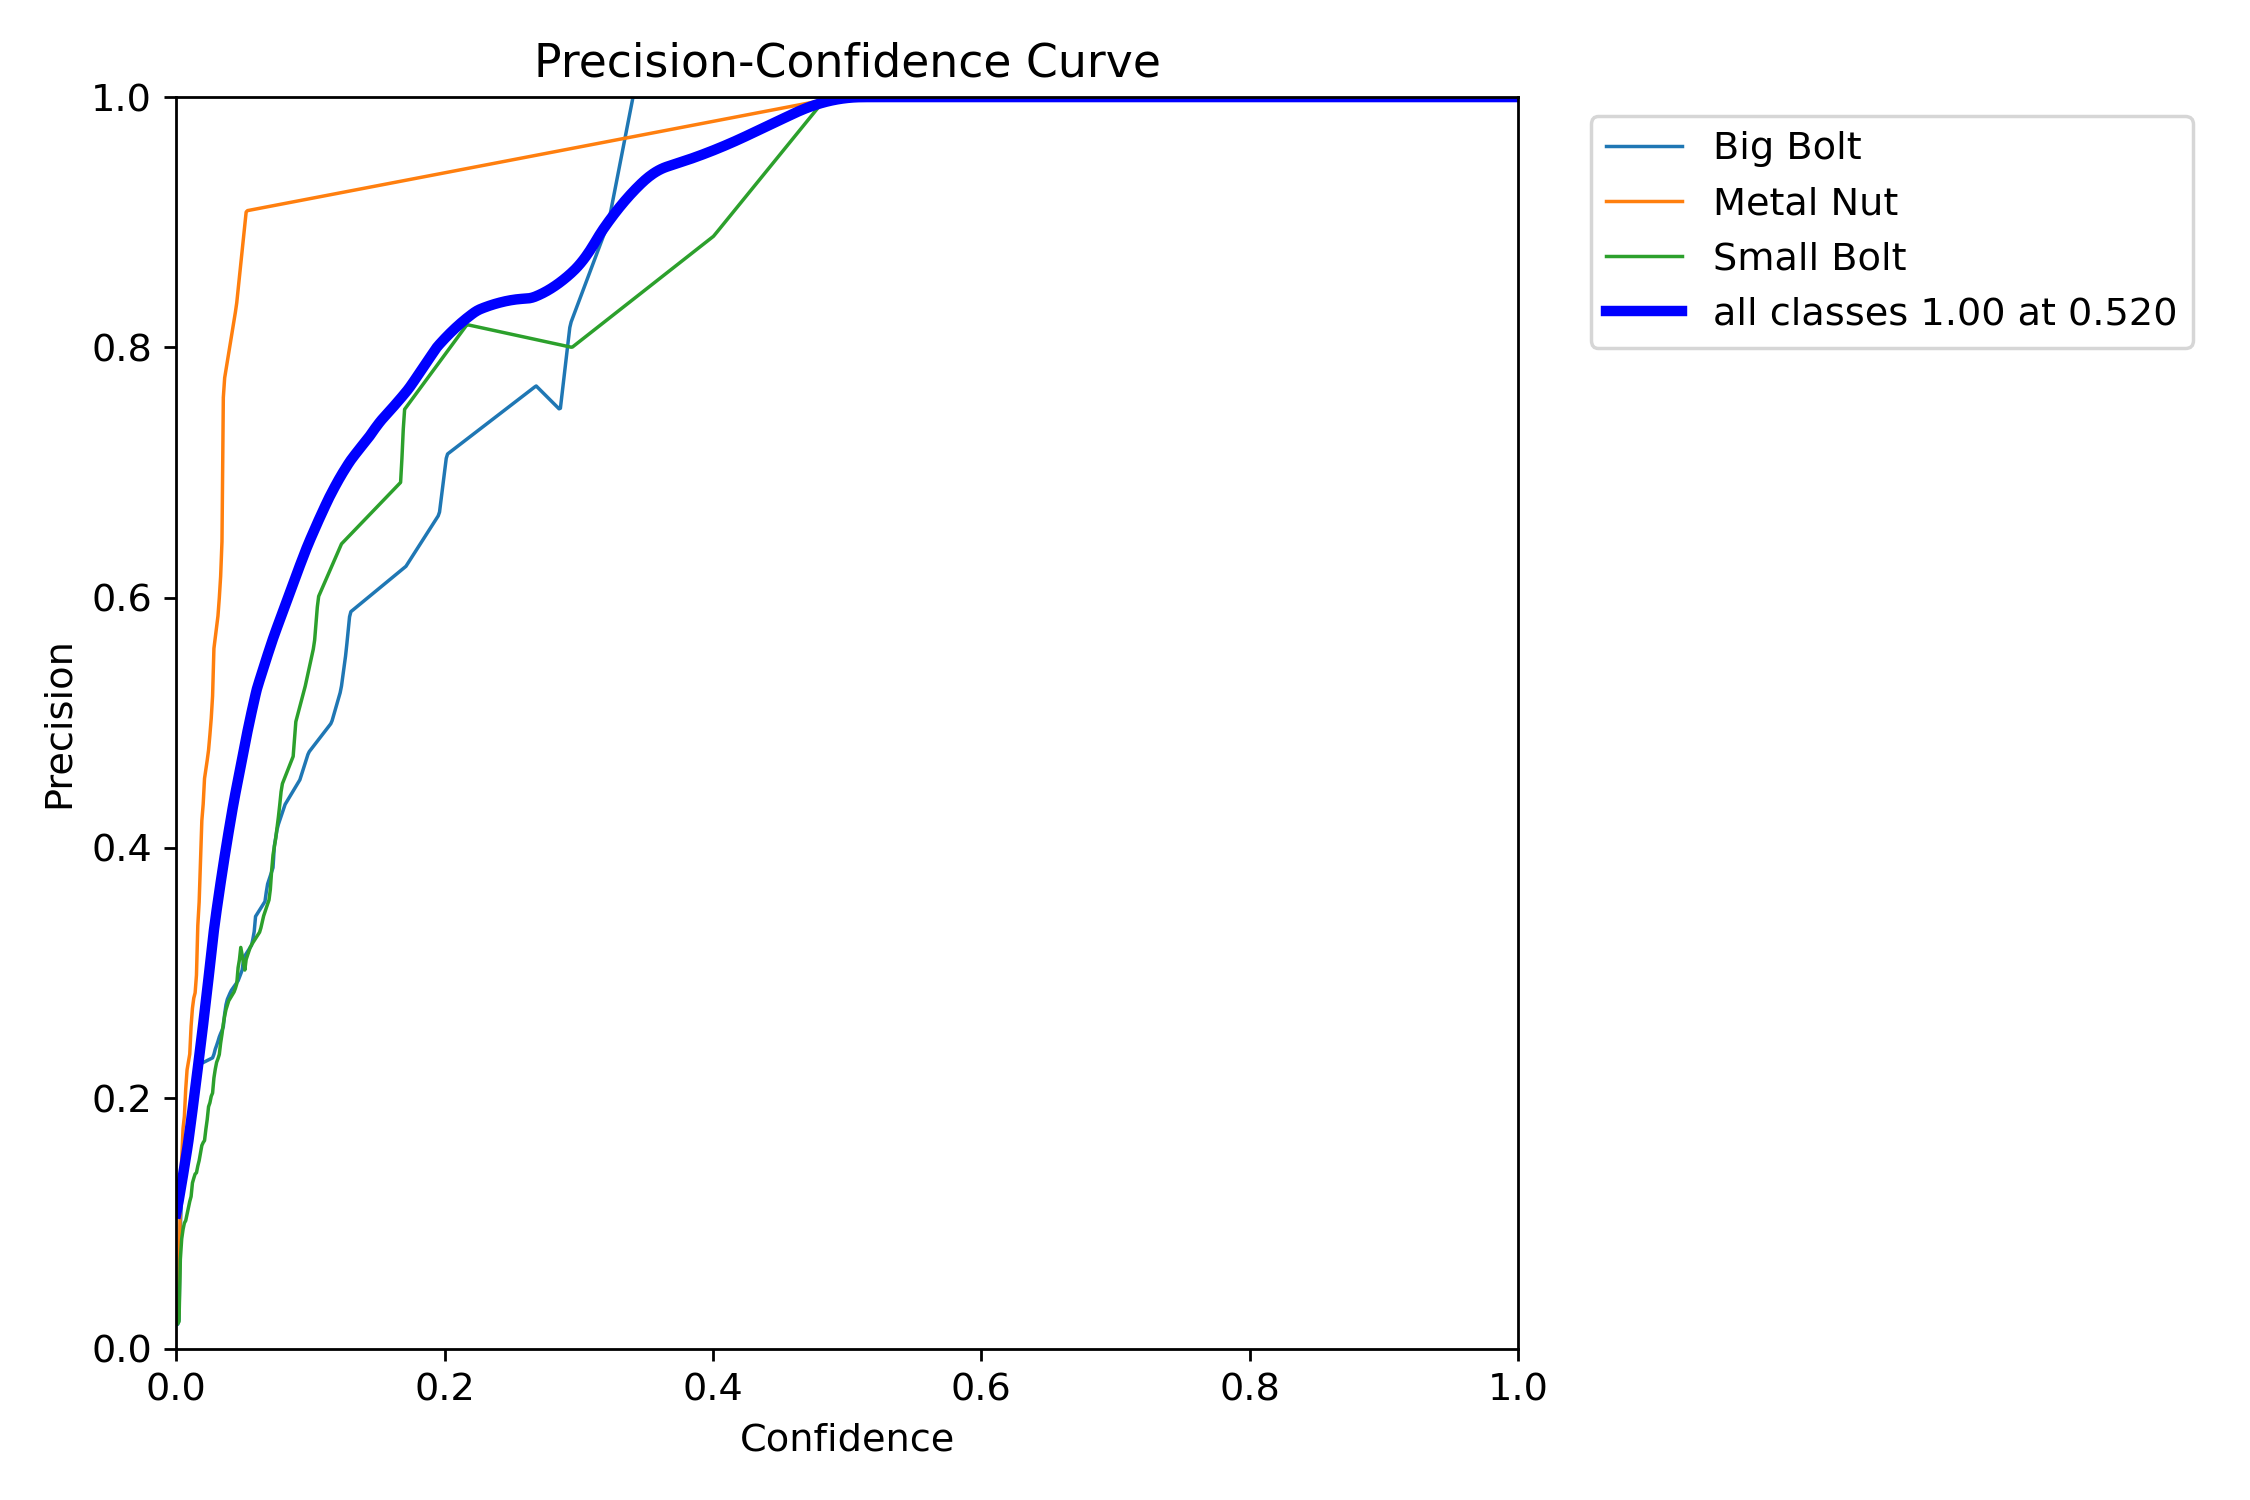 Precision-Confidence Curve
1.0
0.8
0.6
0.4
0.2
0.0
Precision
0.0 0.2 0.4 0.6 0.8 1.0
Confidence
Big Bolt
Metal Nut
Small Bolt
all classes 1.00 at 0.520